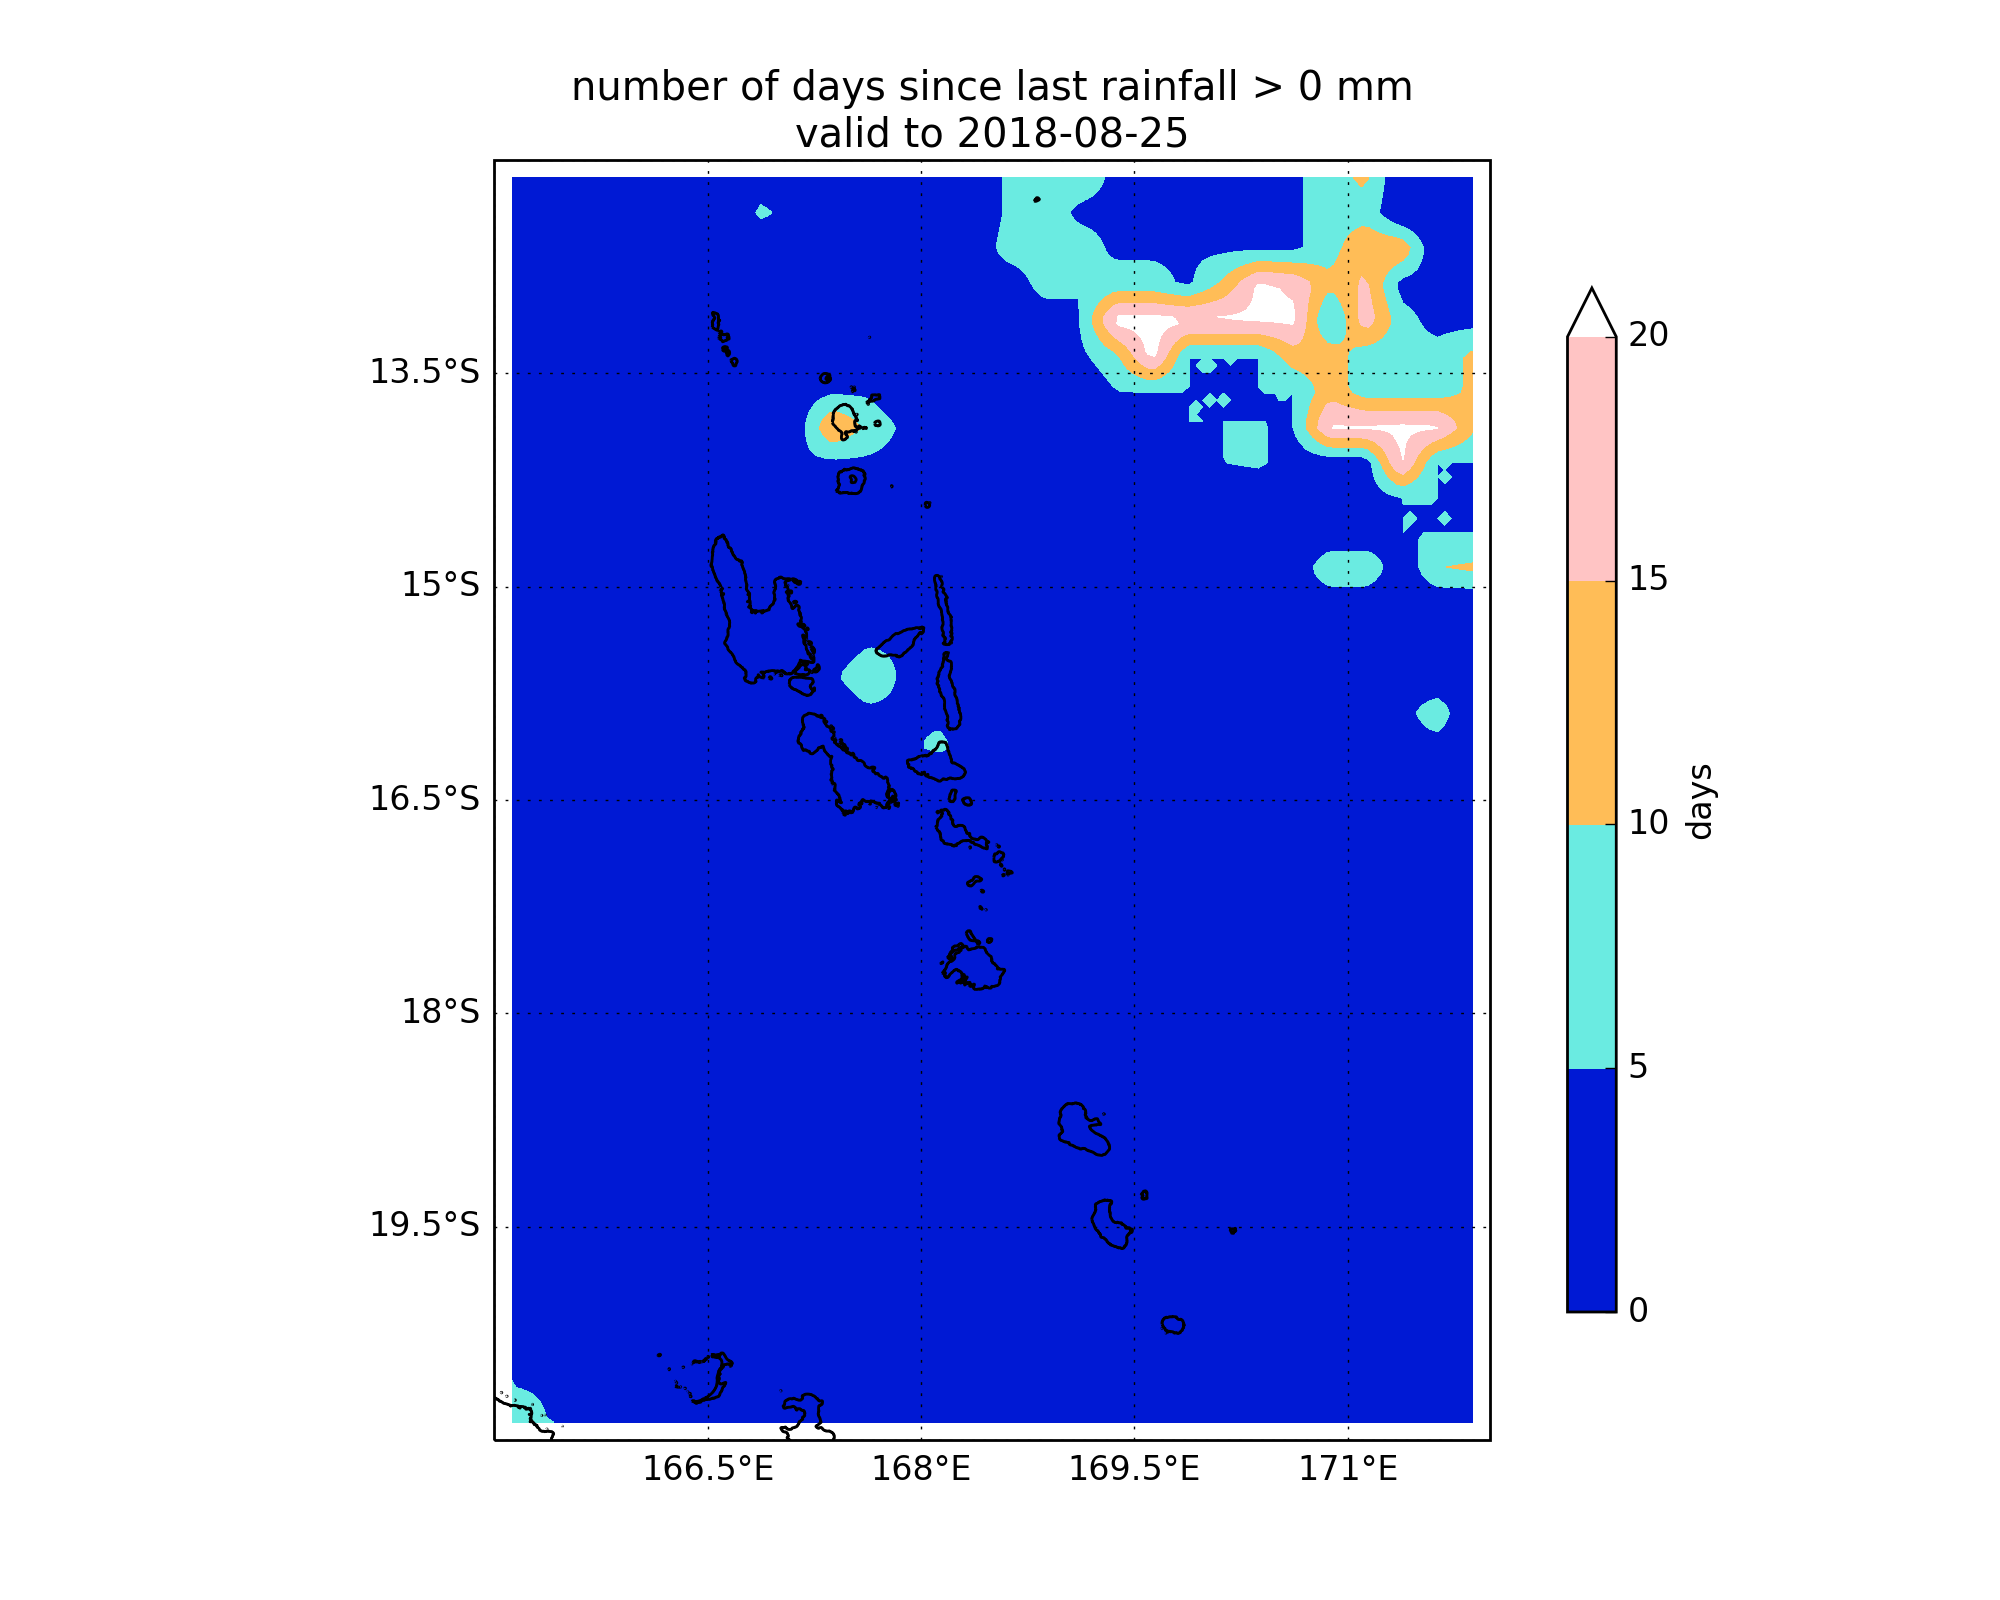 number of days since last rainfall > 0 mm
valid to 2018-08-25
13.5°S
15°S
16.5°S
18°S
19.5°S
166.5°E
168°E
169.5°E
171°E
20
15
10
5
0
days